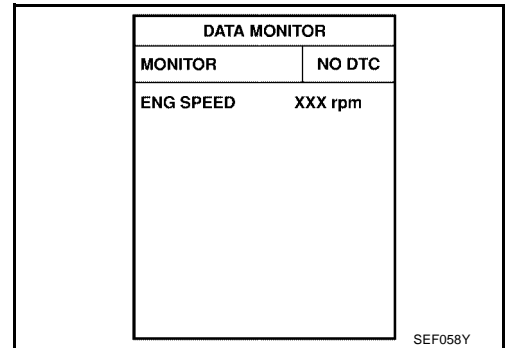 DATA MONITOR
MONITOR NO DTC
ENG SPEED XXX rpm
SEF058Y